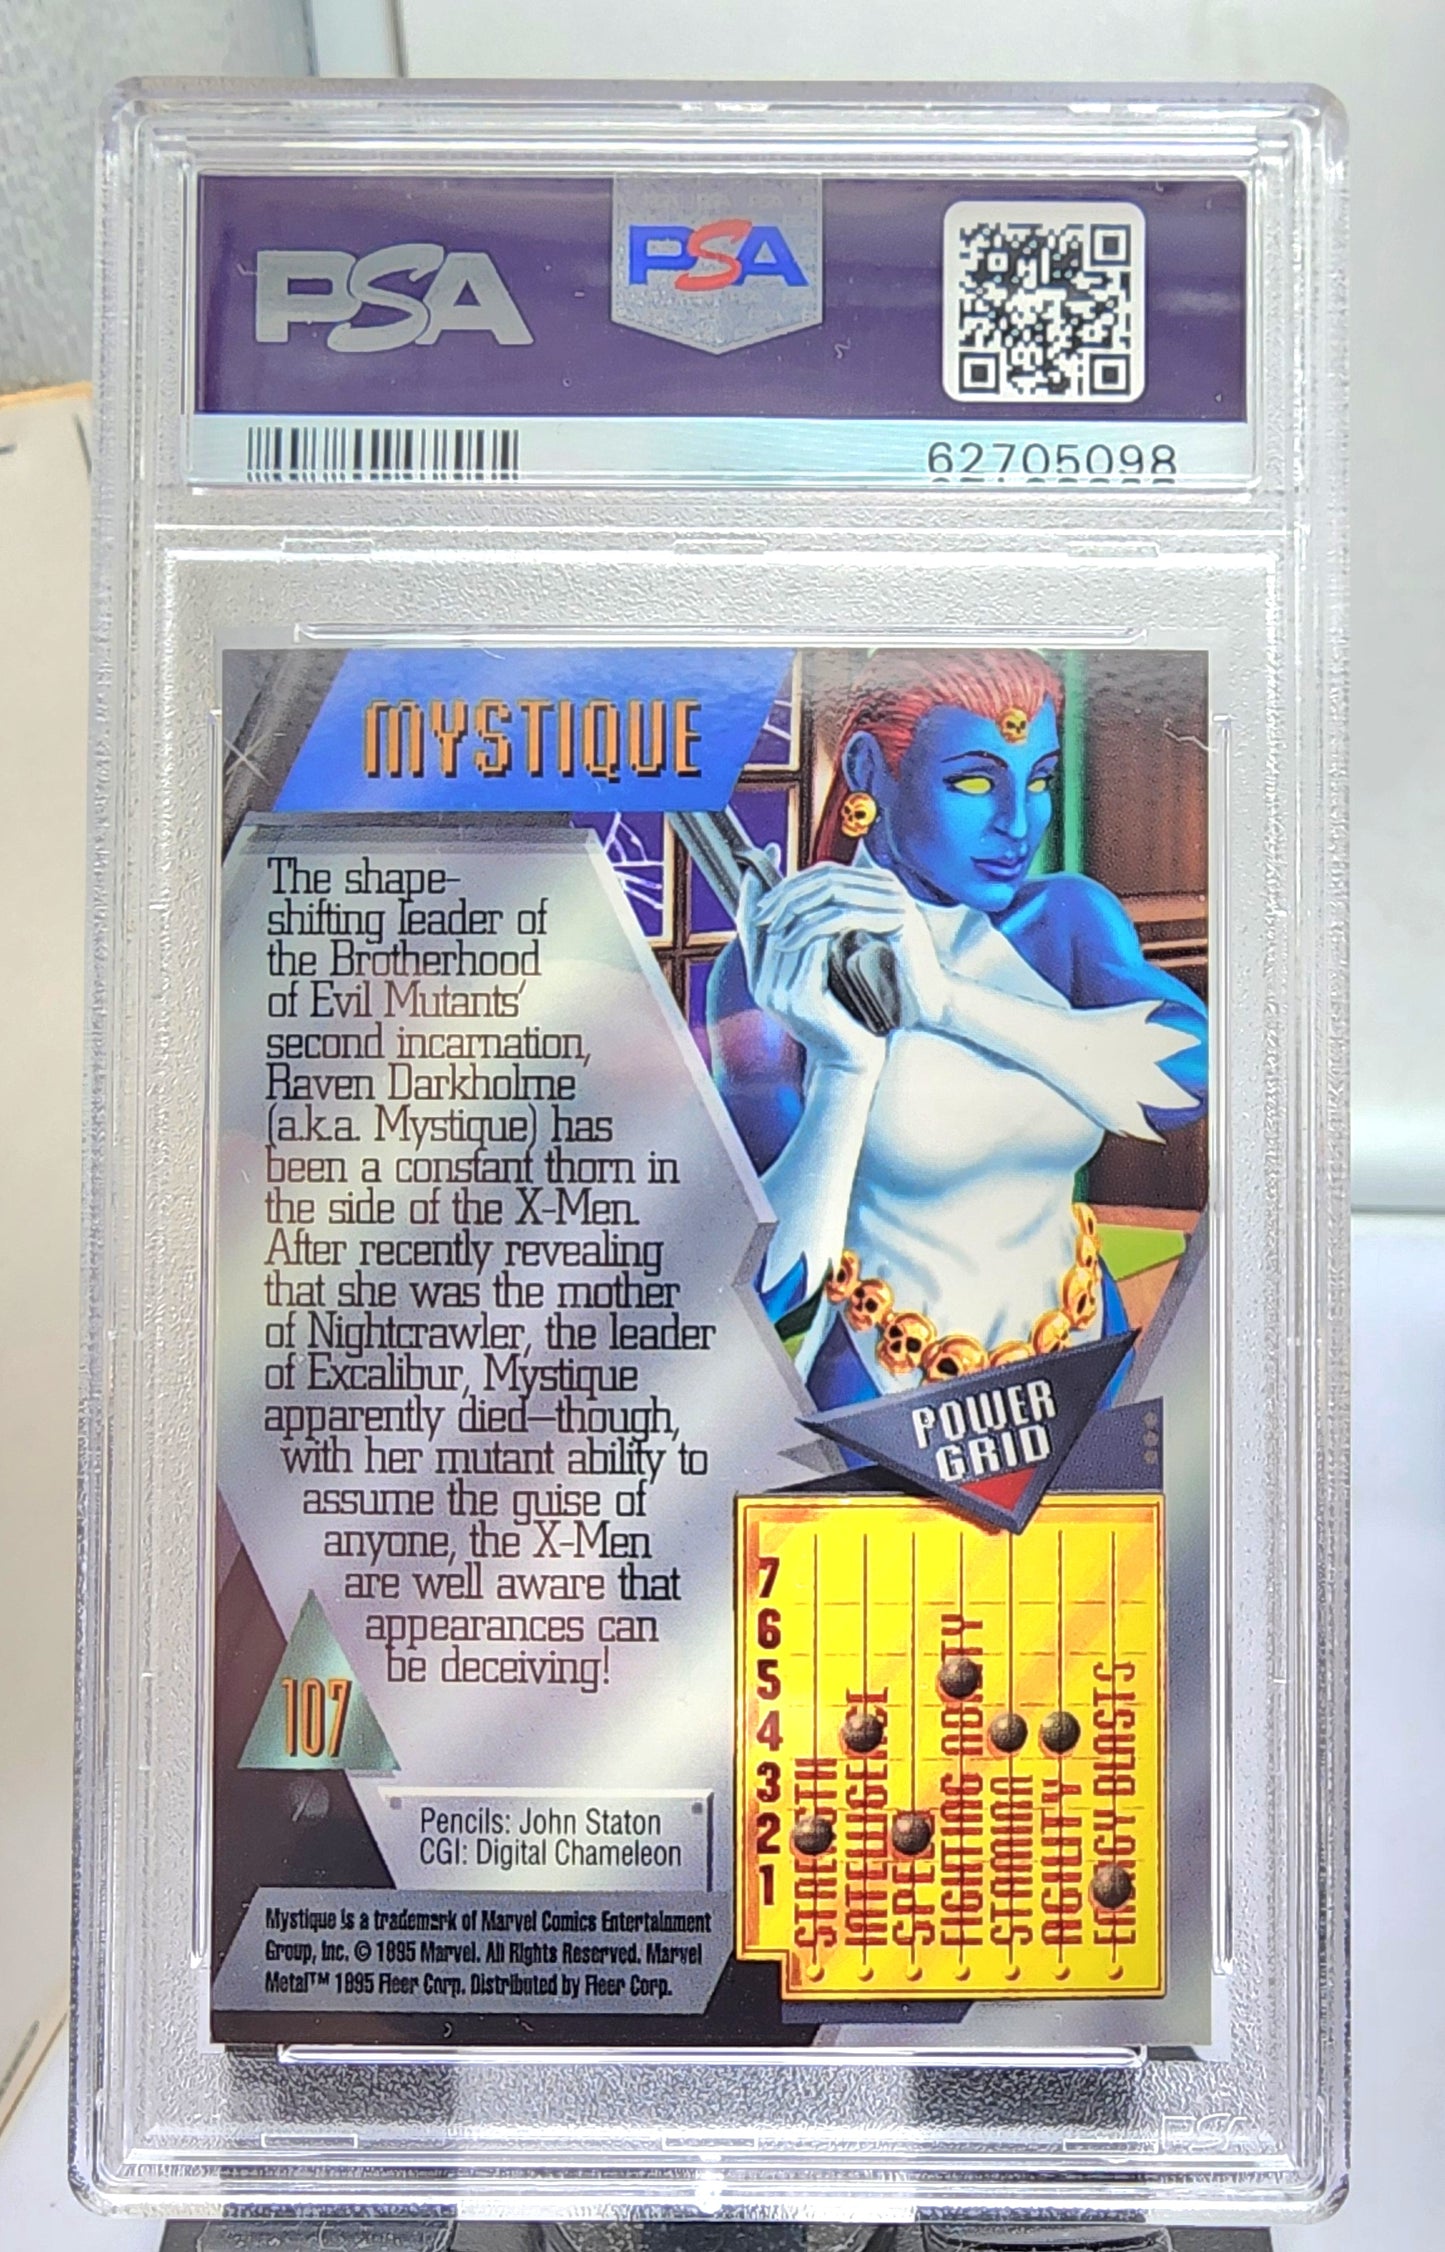 PSA
PSA
62705098
MYSTIQUE
The shape-
shifting leader of
the Brotherhood
of Evil Mutants'
second incarnation,
Raven Darkholme
(a.k.a. Mystique) has
been a constant thorn in
the side of the X-Men.
After recently revealing
that she was the mother
of Nightcrawler, the leader
of Excalibur, Mystique
apparently died—though,
with her mutant ability to
assume the guise of
anyone, the X-Men
are well aware that
appearances can
be deceiving!
107
Pencils: John Staton
CGI: Digital Chameleon
Mystique is a trademark of Marvel Comics Entertainment
Group, Inc. © 1995 Marvel. All Rights Reserved. Marvel
Metal™ 1995 Fleer Corp. Distributed by Fleer Corp.
POWER
GRID
7
6
5
4
3
2
1
STRENGTH
INTELLIGENCE
SPEED
FIGHTING ABILITY
STAMINA
AGILITY
ENERGY BLASTS
PSA